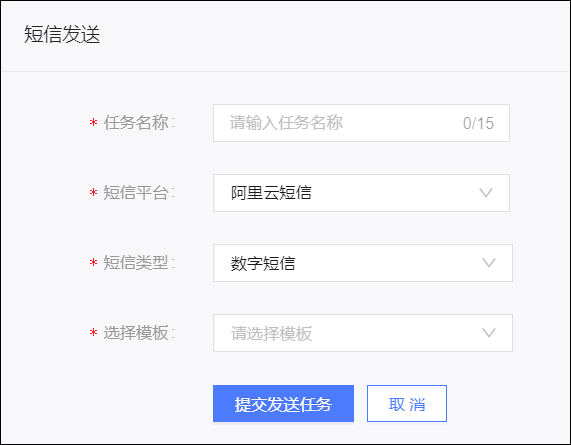 短信发送
* 任务名称: 请输入任务名称 0/15
* 短信平台: 阿里云短信
* 短信类型: 数字短信
* 选择模板: 请选择模板
提交发送任务 取 消